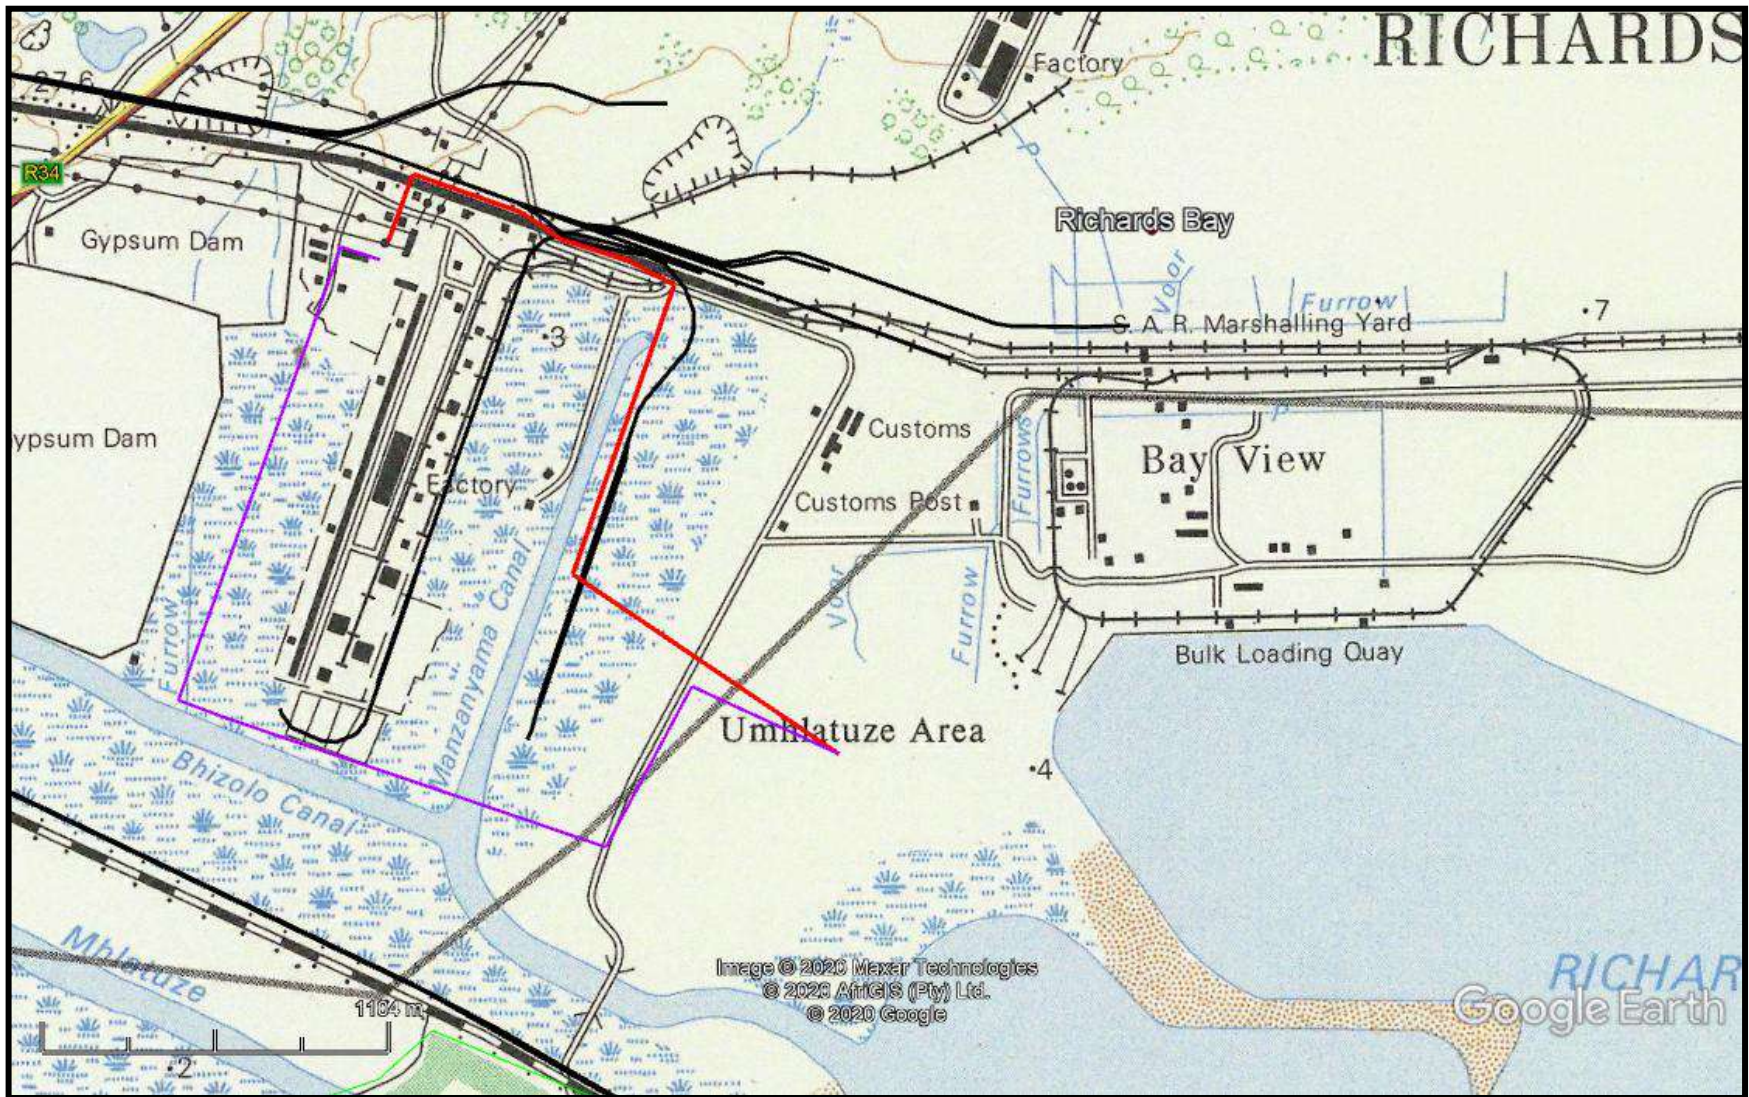 RICHARDS
27.6
Factory
P
R34
Richards Bay
Gypsum Dam
Voor
Furrow
S. A. R. Marshalling Yard
7
3
Customs
P
ypsum Dam
Bay View
Factory
Furrows
Customs Post
Manzanyama Canal
Voor
Furrow
Furrow
Bulk Loading Quay
Umhlatuze Area
4
Bhizolo Canal
Mhlatuze
Image © 2020 Maxar Technologies
© 2020 AfriGIS (Pty) Ltd.
© 2020 Google
RICHAR
Google Earth
1184 m
2